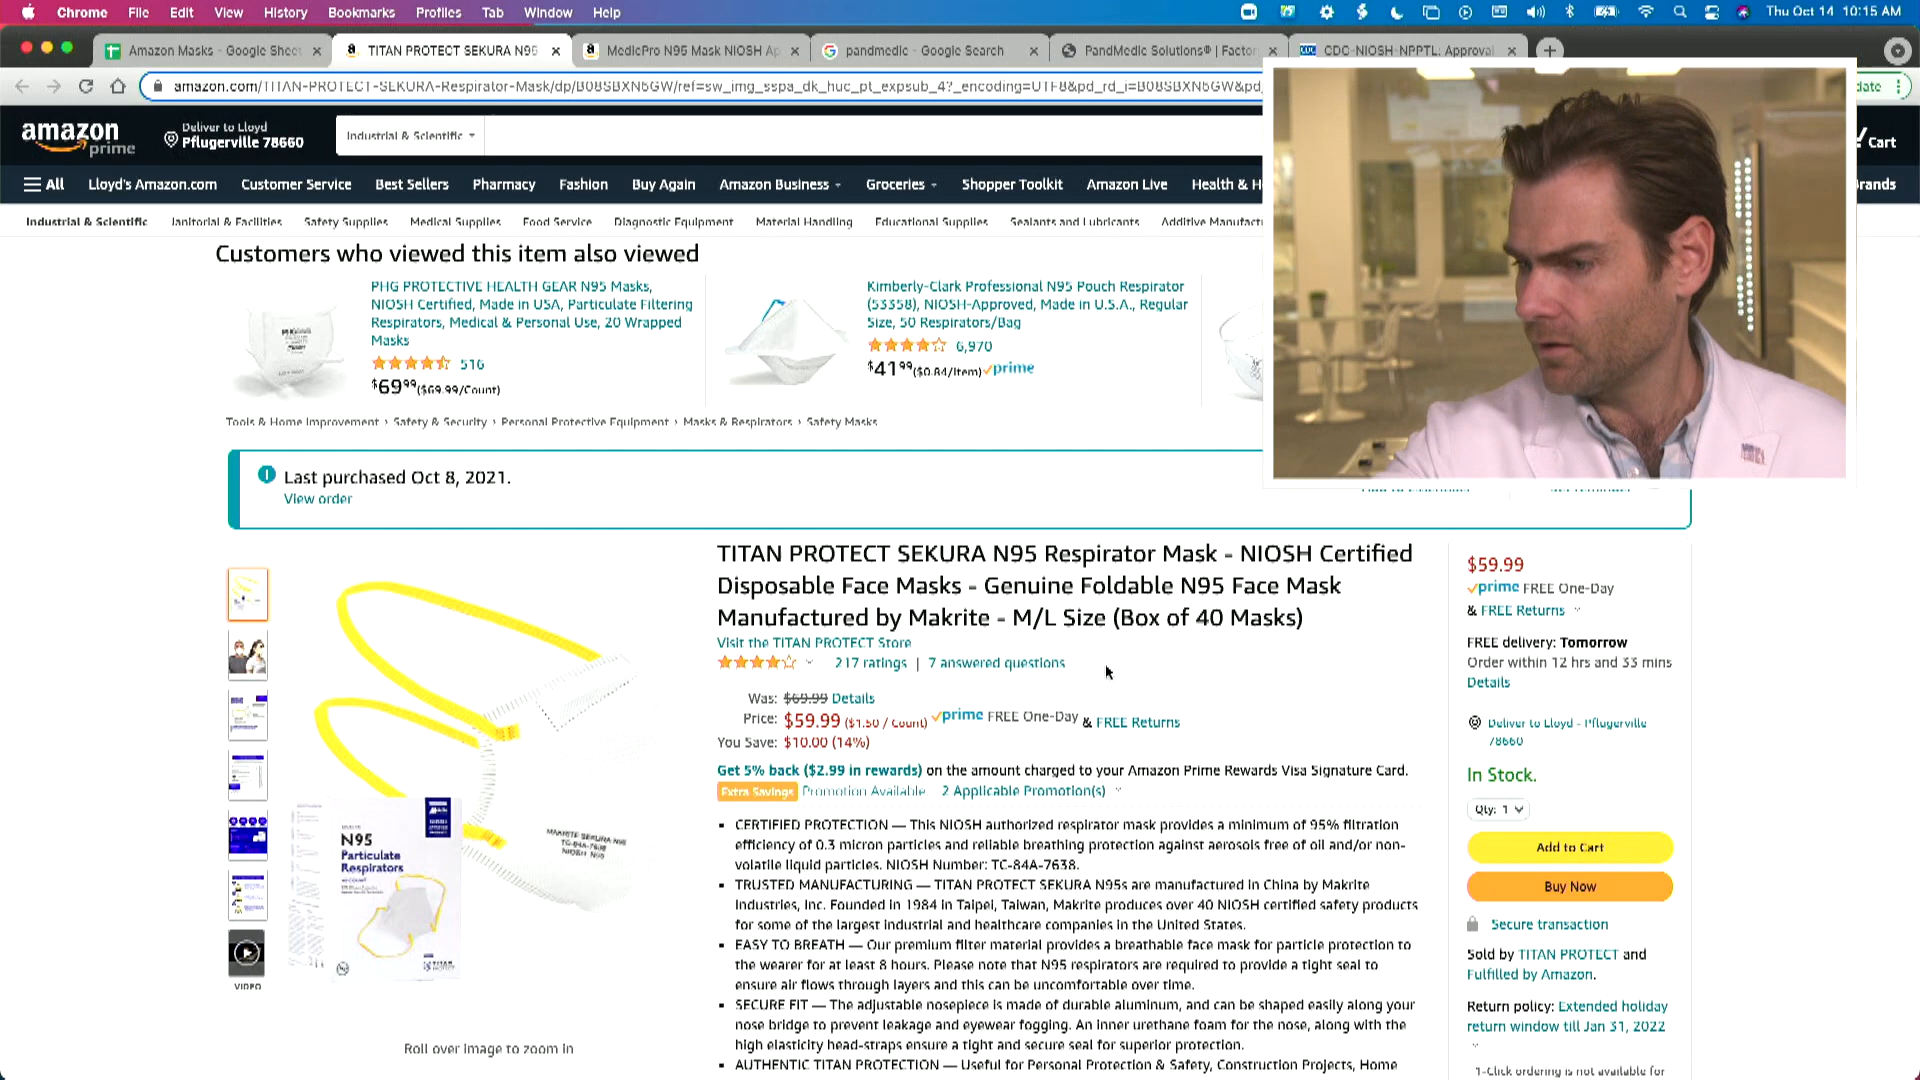 Chrome File Edit View History Bookmarks Profiles Tab Window Help
Thu Oct 14 10:15 AM
Amazon Masks - Google Sheet
TITAN PROTECT SEKURA N95
MedicPro N95 Mask NIOSH Ap
pandmedic - Google Search
PandMedic Solutions® | Factor
CDC-NIOSH-NPPTL: Approval
amazon.com/TITAN-PROTECT-SEKURA-Respirator-Mask/dp/B08SBXN5GW/ref=sw_img_sspa_dk_huc_pt_expsub_4?_encoding=UTF8&pd_rd_i=B08SBXN5GW&pd_
date
amazon prime
Deliver to Lloyd
Pflugerville 78660
Industrial & Scientific
Cart
All Lloyd's Amazon.com Customer Service Best Sellers Pharmacy Fashion Buy Again Amazon Business Groceries Shopper Toolkit Amazon Live Health & H
Brands
Industrial & Scientific Janitorial & Facilities Safety Supplies Medical Supplies Food Service Diagnostic Equipment Material Handling Educational Supplies Sealants and Lubricants Additive Manufact
Customers who viewed this item also viewed
PHG PROTECTIVE HEALTH GEAR N95 Masks,
NIOSH Certified, Made in USA, Particulate Filtering
Respirators, Medical & Personal Use, 20 Wrapped
Masks
516
$69.99 ($69.99/Count)
Kimberly-Clark Professional N95 Pouch Respirator
(53358), NIOSH-Approved, Made in U.S.A., Regular
Size, 50 Respirators/Bag
6,970
$41.99 ($0.84/Item) prime
Tools & Home Improvement › Safety & Security › Personal Protective Equipment › Masks & Respirators › Safety Masks
Last purchased Oct 8, 2021.
View order
TITAN PROTECT SEKURA N95 Respirator Mask - NIOSH Certified
Disposable Face Masks - Genuine Foldable N95 Face Mask
Manufactured by Makrite - M/L Size (Box of 40 Masks)
Visit the TITAN PROTECT Store
217 ratings | 7 answered questions
Was: $69.99 Details
Price: $59.99 ($1.50 / Count) prime FREE One-Day & FREE Returns
You Save: $10.00 (14%)
Get 5% back ($2.99 in rewards) on the amount charged to your Amazon Prime Rewards Visa Signature Card.
Extra Savings Promotion Available 2 Applicable Promotion(s)
CERTIFIED PROTECTION — This NIOSH authorized respirator mask provides a minimum of 95% filtration
efficiency of 0.3 micron particles and reliable breathing protection against aerosols free of oil and/or non-
volatile liquid particles. NIOSH Number: TC-84A-7638.
TRUSTED MANUFACTURING — TITAN PROTECT SEKURA N95s are manufactured in China by Makrite
Industries, Inc. Founded in 1984 in Taipei, Taiwan, Makrite produces over 40 NIOSH certified safety products
for some of the largest industrial and healthcare companies in the United States.
EASY TO BREATH — Our premium filter material provides a breathable face mask for particle protection to
the wearer for at least 8 hours. Please note that N95 respirators are required to provide a tight seal to
ensure air flows through layers and this can be uncomfortable over time.
SECURE FIT — The adjustable nosepiece is made of durable aluminum, and can be shaped easily along your
nose bridge to prevent leakage and eyewear fogging. An inner urethane foam for the nose, along with the
high elasticity head-straps ensure a tight and secure seal for superior protection.
AUTHENTIC TITAN PROTECTION — Useful for Personal Protection & Safety, Construction Projects, Home
MAKRITE SEKURA N95
TC-84A-7638
NIOSH N95
N95
Particulate
Respirators
VIDEO
Roll over image to zoom in
$59.99
prime FREE One-Day
& FREE Returns
FREE delivery: Tomorrow
Order within 12 hrs and 33 mins
Details
Deliver to Lloyd - Pflugerville
78660
In Stock.
Qty: 1
Add to Cart
Buy Now
Secure transaction
Sold by TITAN PROTECT and
Fulfilled by Amazon.
Return policy: Extended holiday
return window till Jan 31, 2022
1-Click ordering is not available for